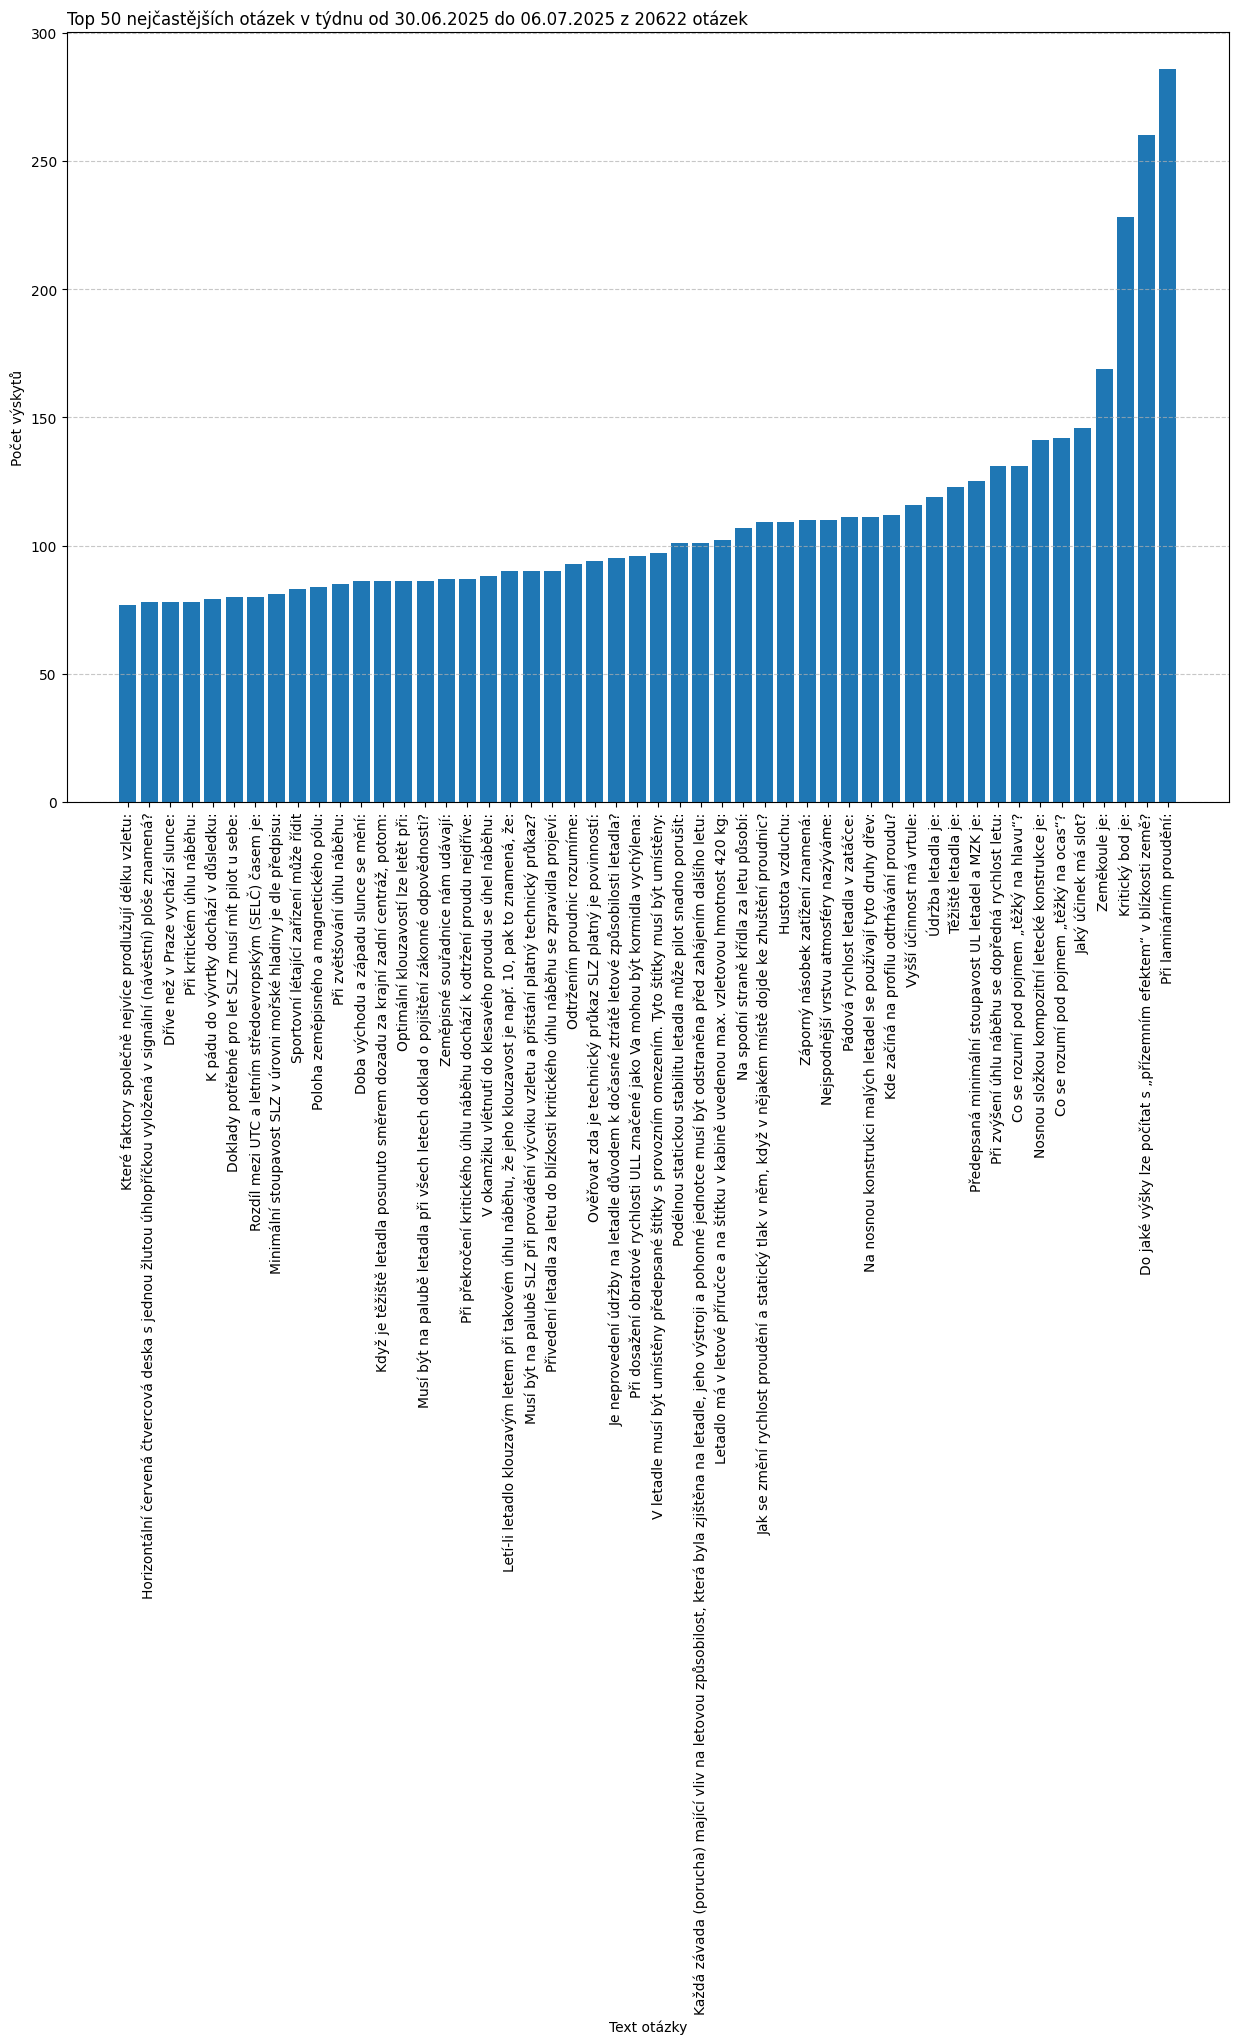 Top 50 nejčastějších otázek v týdnu od 30.06.2025 do 06.07.2025 z 20622 otázek
300
250
200
150
100
50
0
Počet výskytů
Které faktory společně nejvíce prodlužují délku vzletu:
Horizontální červená čtvercová deska s jednou žlutou úhlopříčkou vyložená v signální (návěstní) ploše znamená?
Dříve než v Praze vychází slunce:
Při kritickém úhlu náběhu:
K pádu do vývrtky dochází v důsledku:
Doklady potřebné pro let SLZ musí mít pilot u sebe:
Rozdíl mezi UTC a letním středoevropským (SELČ) časem je:
Minimální stoupavost SLZ v úrovni mořské hladiny je dle předpisu:
Sportovní létající zařízení může řídit
Poloha zeměpisného a magnetického pólu:
Při zvětšování úhlu náběhu:
Doba východu a západu slunce se mění:
Když je těžiště letadla posunuto směrem dozadu za krajní zadní centráž, potom:
Optimální klouzavostí lze letět při:
Musí být na palubě letadla při všech letech doklad o pojištění zákonné odpovědnosti?
Zeměpisné souřadnice nám udávají:
Při překročení kritického úhlu náběhu dochází k odtržení proudu nejdříve:
V okamžiku vlétnutí do klesavého proudu se úhel náběhu:
Letí-li letadlo klouzavým letem při takovém úhlu náběhu, že jeho klouzavost je např. 10, pak to znamená, že:
Musí být na palubě SLZ při provádění výcviku vzletu a přistání platný technický průkaz?
Přivedení letadla za letu do blízkosti kritického úhlu náběhu se zpravidla projeví:
Odtržením proudnic rozumíme:
Ověřovat zda je technický průkaz SLZ platný je povinností:
Je neprovedení údržby na letadle důvodem k dočasné ztrátě letové způsobilosti letadla?
Při dosažení obratové rychlosti ULL značené jako Va mohou být kormidla vychýlena:
V letadle musí být umístěny předepsané štítky s provozním omezením. Tyto štítky musí být umístěny:
Podélnou statickou stabilitu letadla může pilot snadno porušit:
Každá závada (porucha) mající vliv na letovou způsobilost, která byla zjištěna na letadle, jeho výstroji a pohonné jednotce musí být odstraněna před zahájením dalšího letu:
Letadlo má v letové příručce a na štítku v kabině uvedenou max. vzletovou hmotnost 420 kg:
Na spodní straně křídla za letu působí:
Jak se změní rychlost proudění a statický tlak v něm, když v nějakém místě dojde ke zhuštění proudnic?
Hustota vzduchu:
Záporný násobek zatížení znamená:
Nejspodnější vrstvu atmosféry nazýváme:
Pádová rychlost letadla v zatáčce:
Na nosnou konstrukci malých letadel se používají tyto druhy dřev:
Kde začíná na profilu odtrhávání proudu?
Vyšší účinnost má vrtule:
Údržba letadla je:
Těžiště letadla je:
Předepsaná minimální stoupavost UL letadel a MZK je:
Při zvýšení úhlu náběhu se dopředná rychlost letu:
Co se rozumí pod pojmem „těžký na hlavu“?
Nosnou složkou kompozitní letecké konstrukce je:
Co se rozumí pod pojmem „těžký na ocas“?
Jaký účinek má slot?
Zeměkoule je:
Kritický bod je:
Do jaké výšky lze počítat s „přízemním efektem“ v blízkosti země?
Při laminárním proudění:
Text otázky